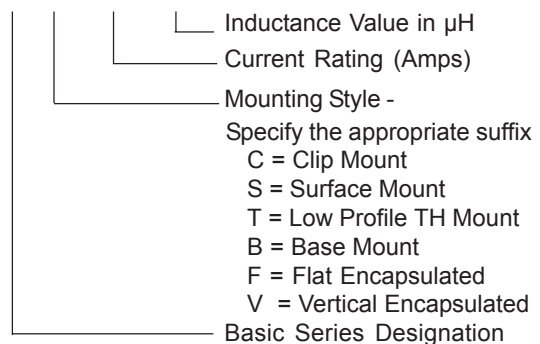 Inductance Value in µH
Current Rating (Amps)
Mounting Style -
Specify the appropriate suffix
C = Clip Mount
S = Surface Mount
T = Low Profile TH Mount
B = Base Mount
F = Flat Encapsulated
V = Vertical Encapsulated
Basic Series Designation